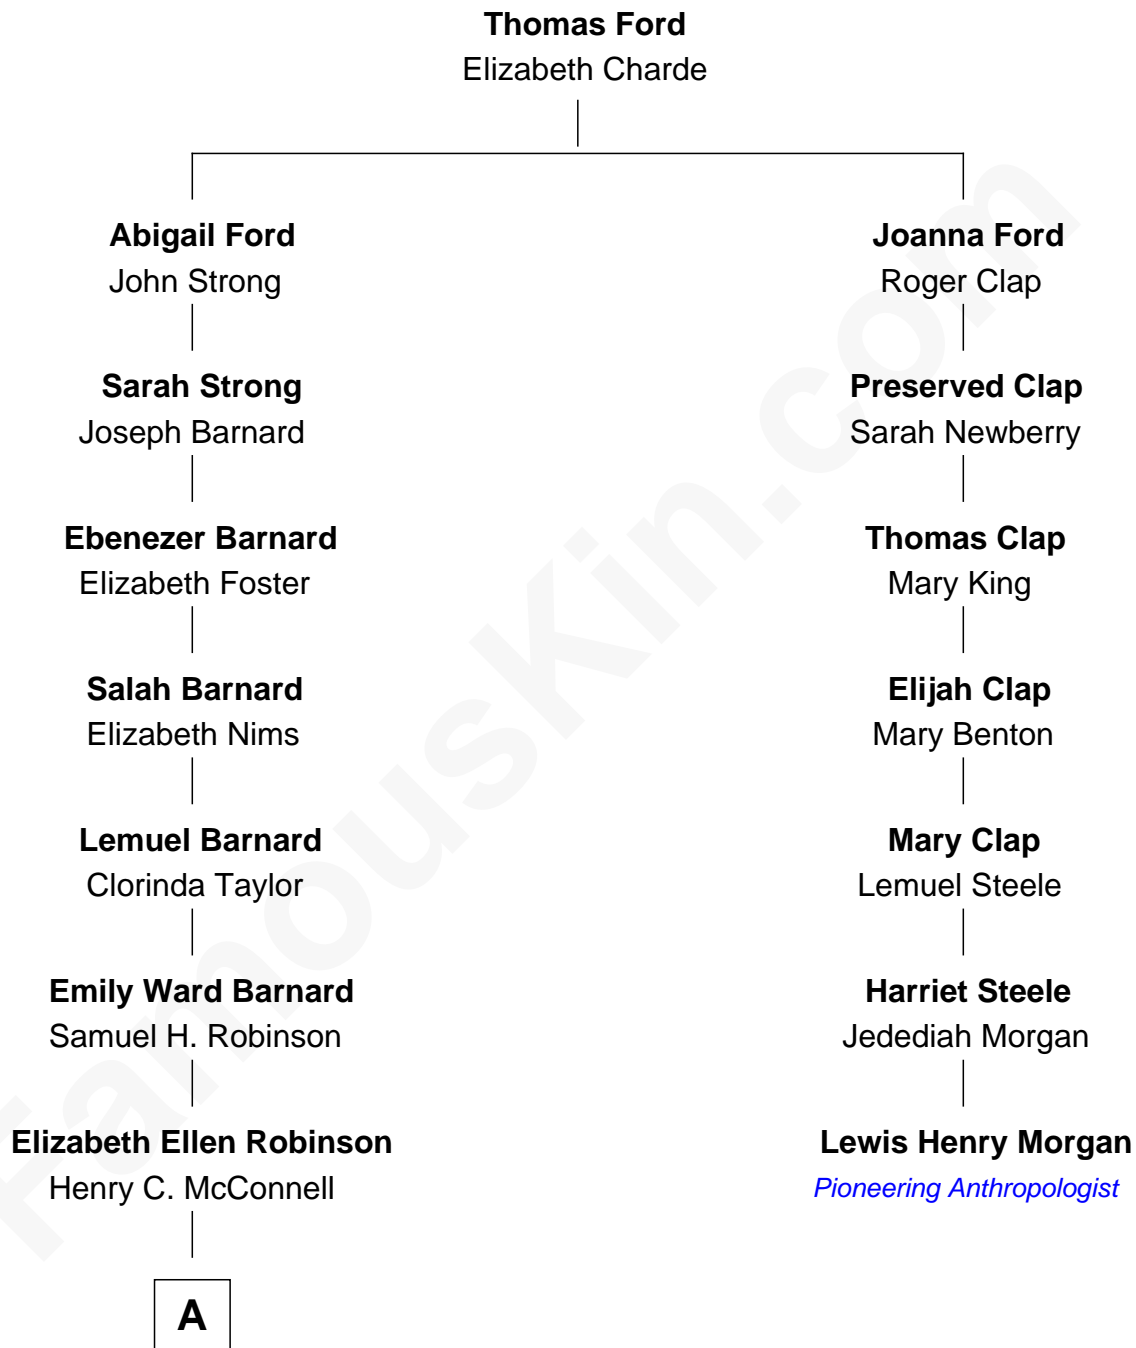 Thomas Ford
Elizabeth Charde
Abigail Ford
John Strong
Sarah Strong
Joseph Barnard
Ebenezer Barnard
Elizabeth Foster
Salah Barnard
Elizabeth Nims
Lemuel Barnard
Clorinda Taylor
Emily Ward Barnard
Samuel H. Robinson
Elizabeth Ellen Robinson
Henry C. McConnell
A
Joanna Ford
Roger Clap
Preserved Clap
Sarah Newberry
Thomas Clap
Mary King
Elijah Clap
Mary Benton
Mary Clap
Lemuel Steele
Harriet Steele
Jedediah Morgan
Lewis Henry Morgan
Pioneering Anthropologist
FamousKin.com